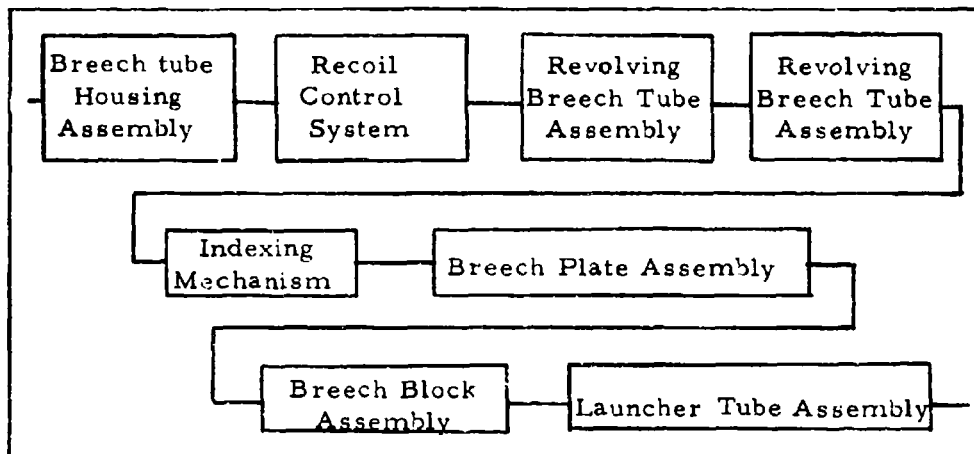 Breech tube
Housing
Assembly
Recoil
Control
System
Revolving
Breech Tube
Assembly
Revolving
Breech Tube
Assembly
Indexing
Mechanism
Breech Plate Assembly
Breech Block
Assembly
Launcher Tube Assembly